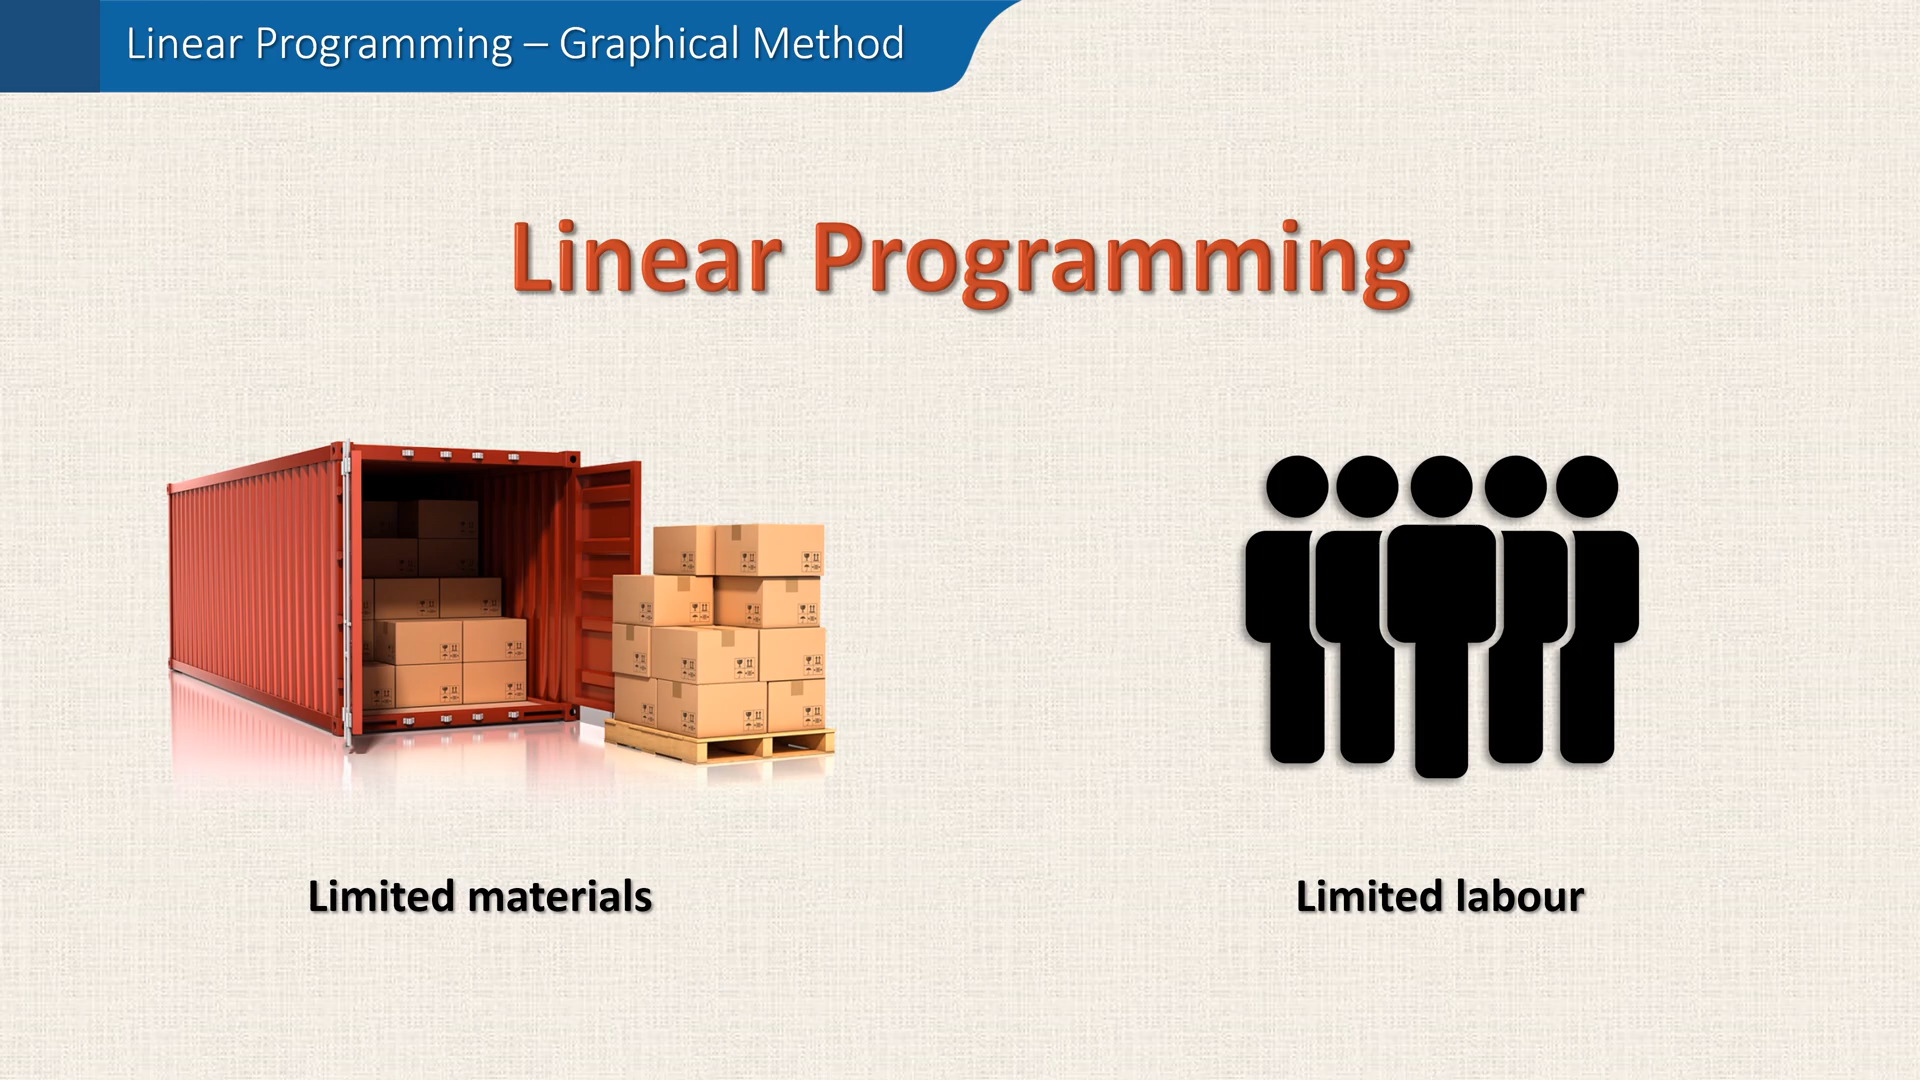 Linear Programming – Graphical Method
Linear Programming
Limited materials
Limited labour